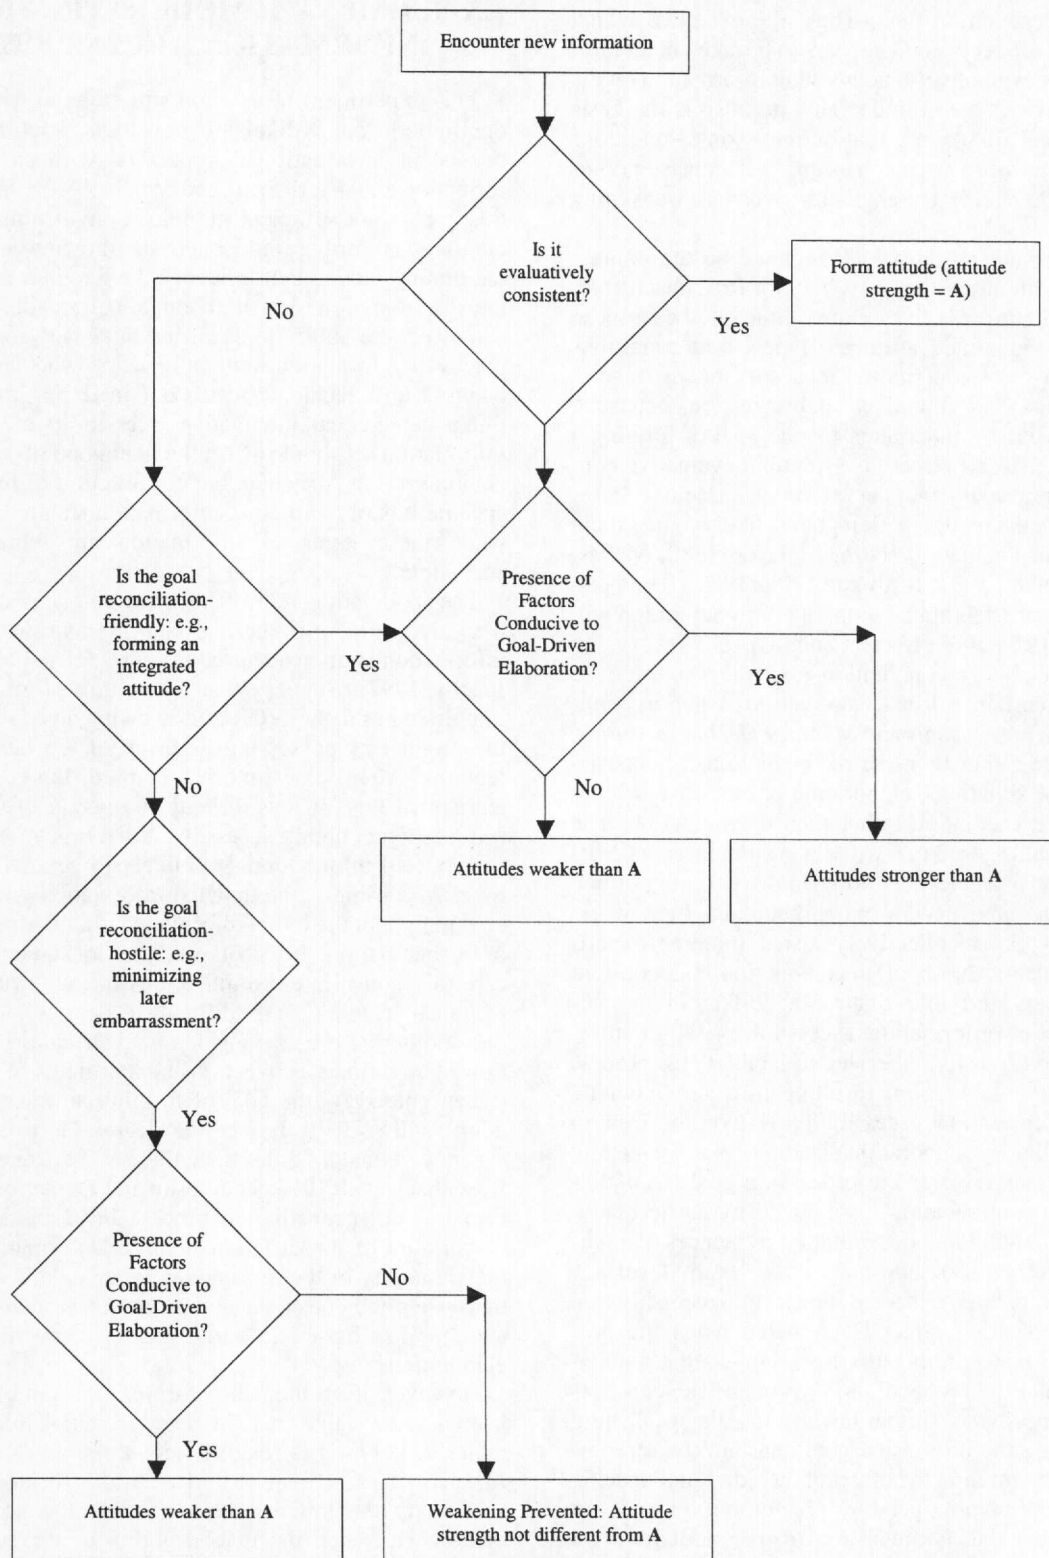 Encounter new information
Is it
evaluatively
consistent?
Form attitude (attitude
strength = A)
No
Yes
Is the goal
reconciliation-
friendly: e.g.,
forming an
integrated
attitude?
Presence of
Factors
Conducive to
Goal-Driven
Elaboration?
Yes
Yes
No
No
Attitudes weaker than A
Attitudes stronger than A
Is the goal
reconciliation-
hostile: e.g.,
minimizing
later
embarrassment?
Yes
Presence of
Factors
Conducive to
Goal-Driven
Elaboration?
No
Yes
Attitudes weaker than A
Weakening Prevented: Attitude
strength not different from A